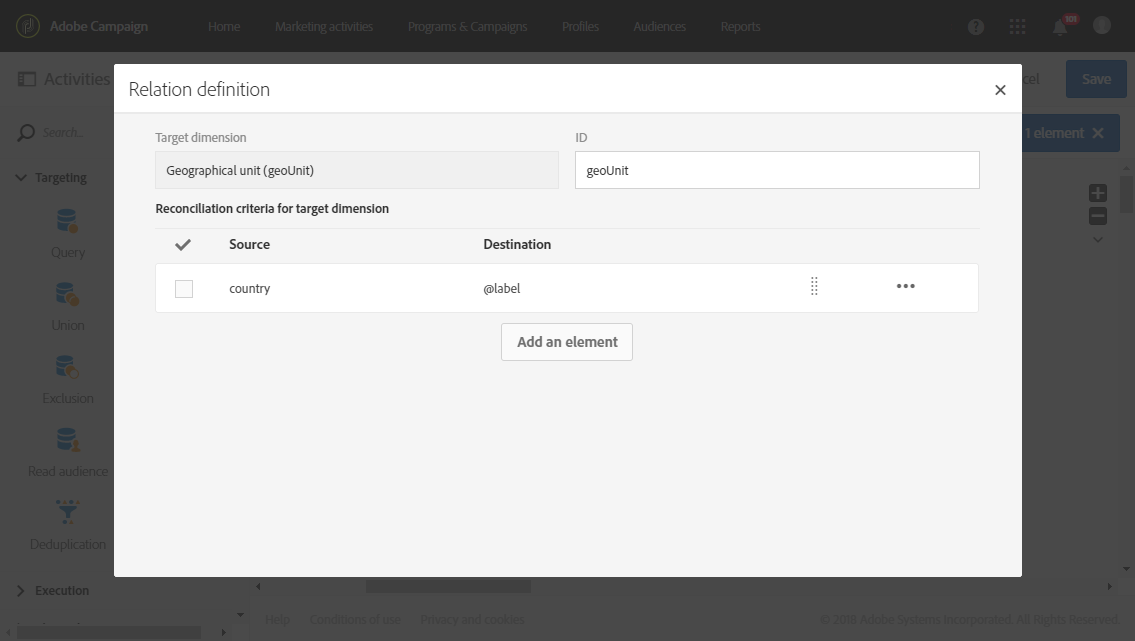 Adobe Campaign Home Marketing activities Programs & Campaigns Profiles Audiences Reports 101
Activities cel Save
Relation definition
Search... 1 element
Target dimension ID
Geographical unit (geoUnit) geoUnit
Targeting
Reconciliation criteria for target dimension
Source Destination
Query
country @label
Union
Add an element
Exclusion
Read audience
Deduplication
Execution
Help Conditions of use Privacy and cookies © 2018 Adobe Systems Incorporated. All Rights Reserved.